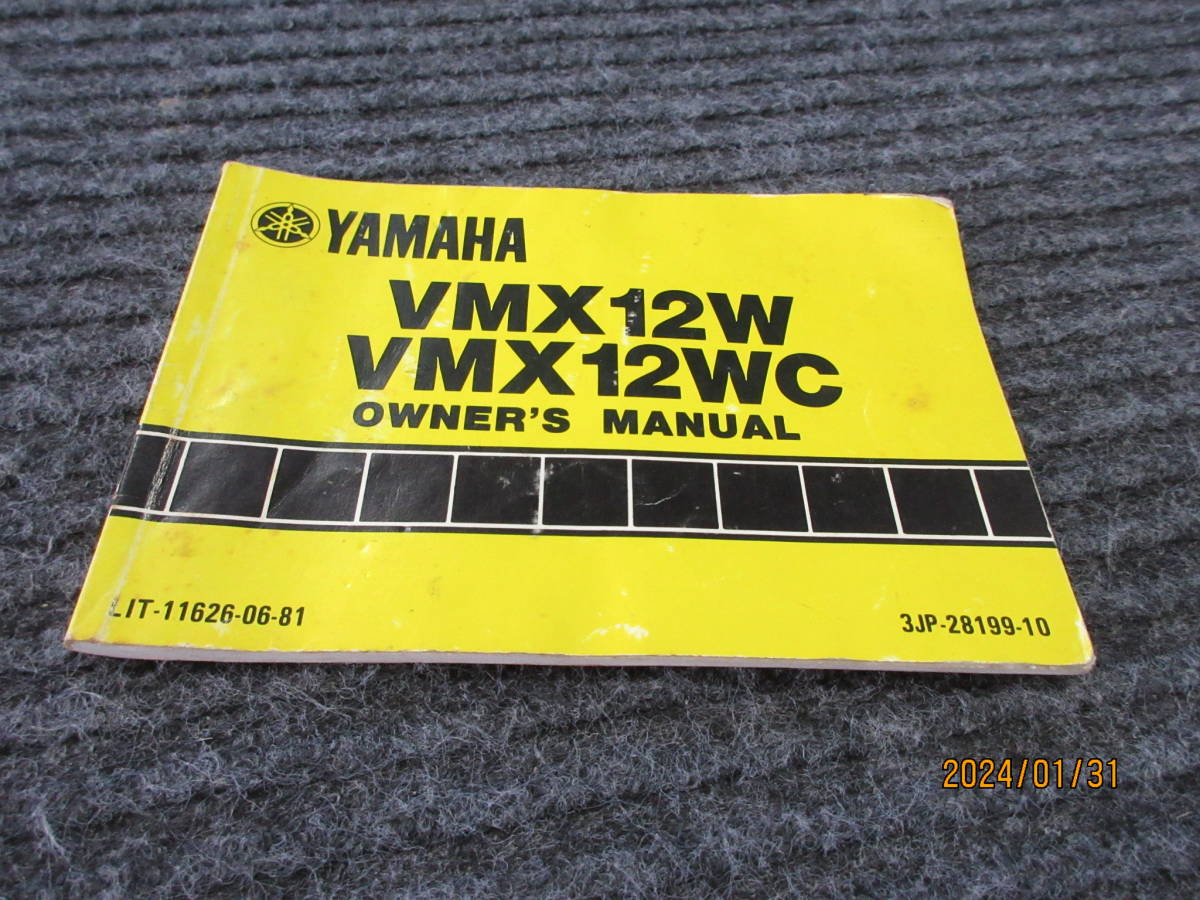 YAMAHA
VMX12W
VMX12WC
OWNER'S MANUAL
LIT-11626-06-81
3JP-28199-10
2024/01/31